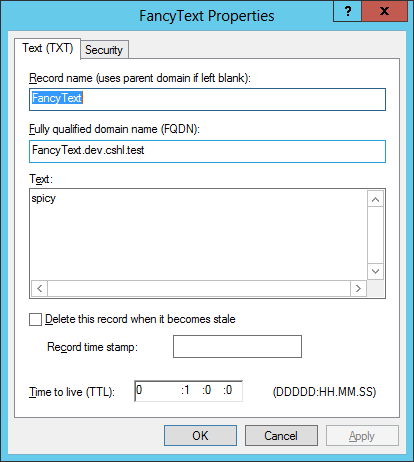 FancyText Properties
? x
Text (TXT) Security
Record name (uses parent domain if left blank):
FancyText
Fully qualified domain name (FQDN):
FancyText.dev.cshl.test
Text:
spicy
Delete this record when it becomes stale
Record time stamp:
Time to live (TTL): 0 :1 :0 :0 (DDDDD:HH.MM.SS)
OK Cancel Apply